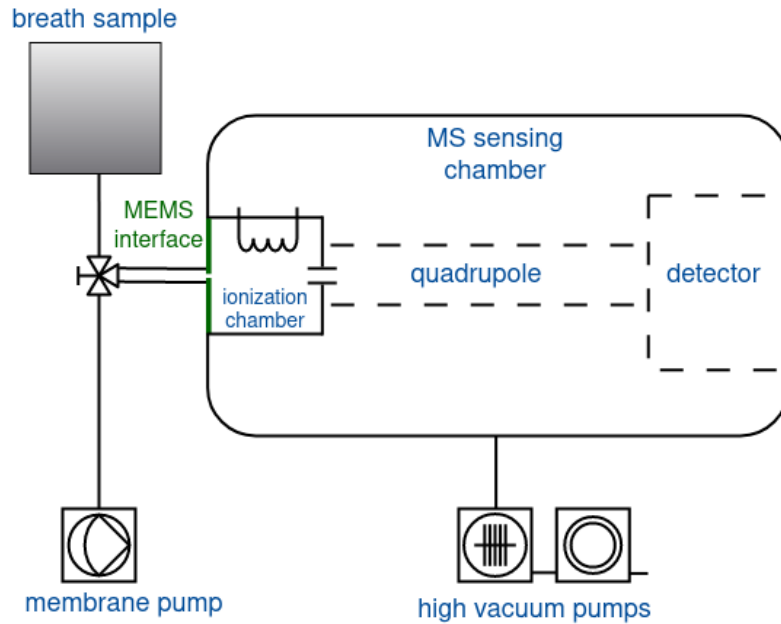 breath sample
MS sensing
chamber
MEMS
interface
ionization
chamber
quadrupole
detector
membrane pump
high vacuum pumps